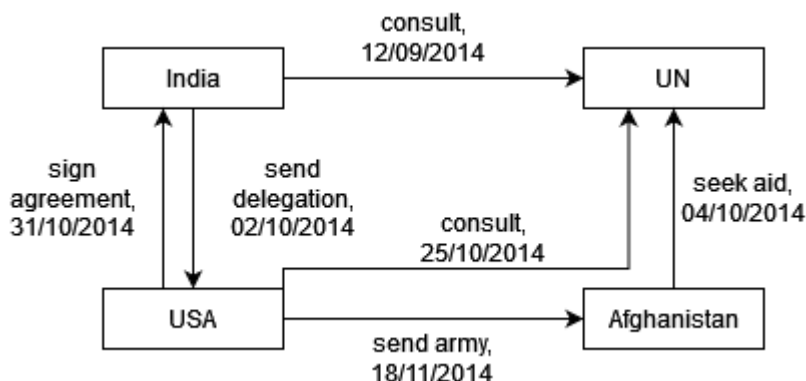 consult,
12/09/2014
India
UN
sign
agreement,
31/10/2014
send
delegation,
02/10/2014
seek aid,
04/10/2014
consult,
25/10/2014
USA
Afghanistan
send army,
18/11/2014